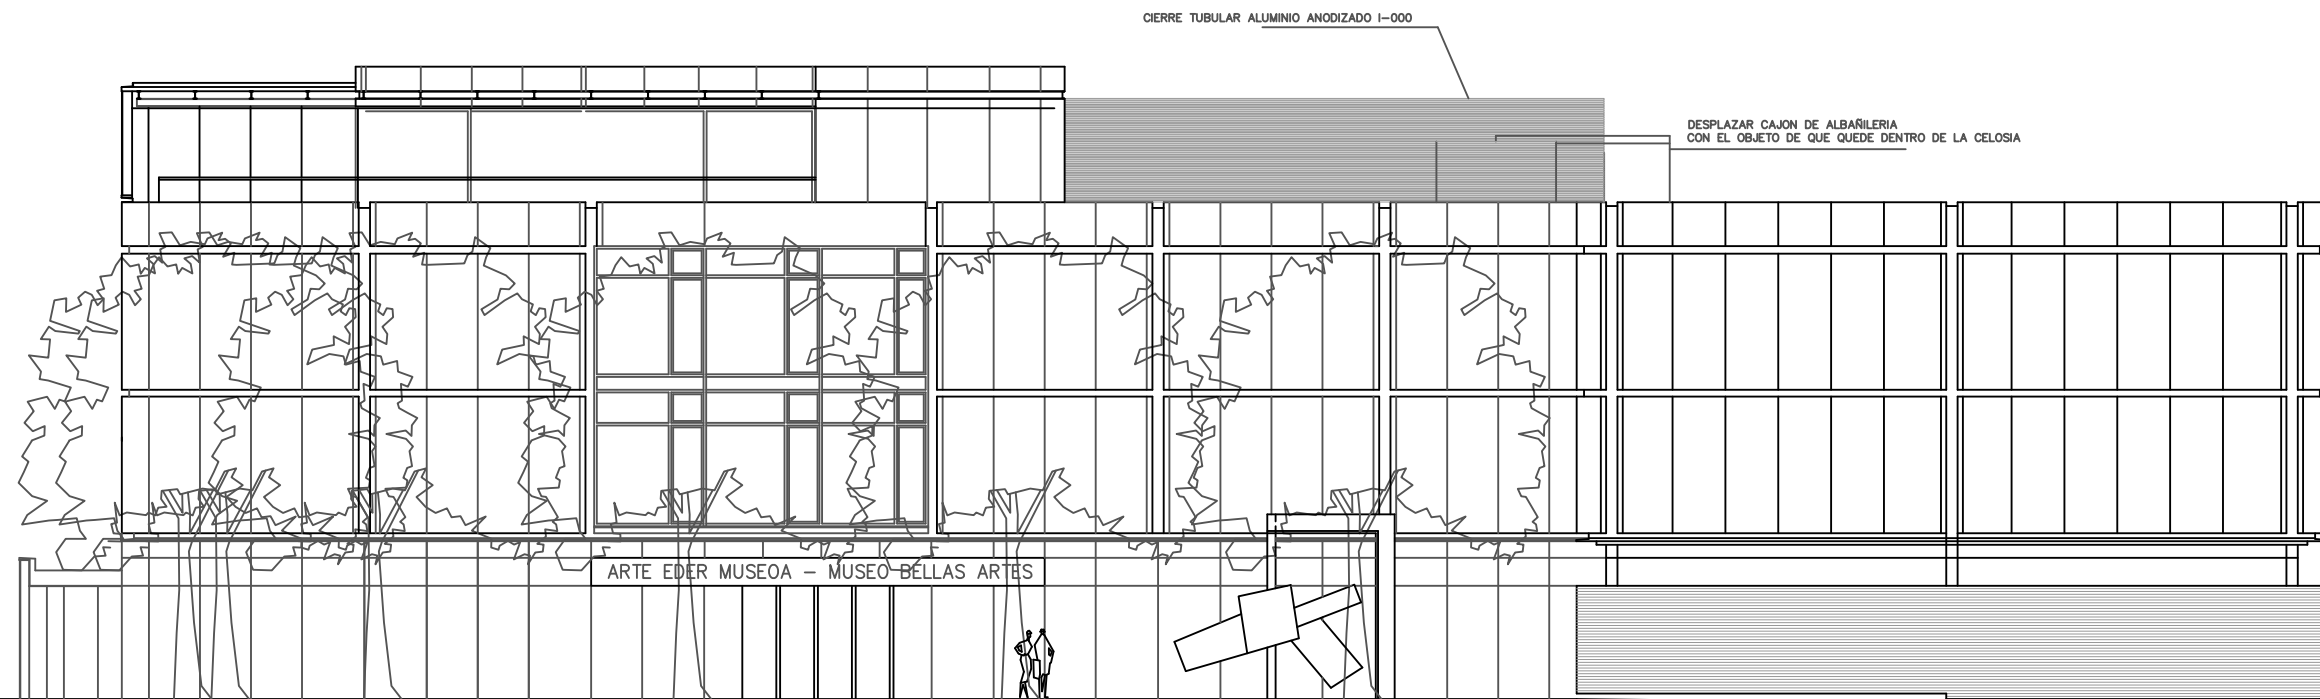 CIERRE TUBULAR ALUMINIO ANODIZADO I-000
DESPLAZAR CAJON DE ALBAÑILERIA
CON EL OBJETO DE QUE QUEDE DENTRO DE LA CELOSIA
ARTE EDER MUSEOA - MUSEO BELLAS ARTES